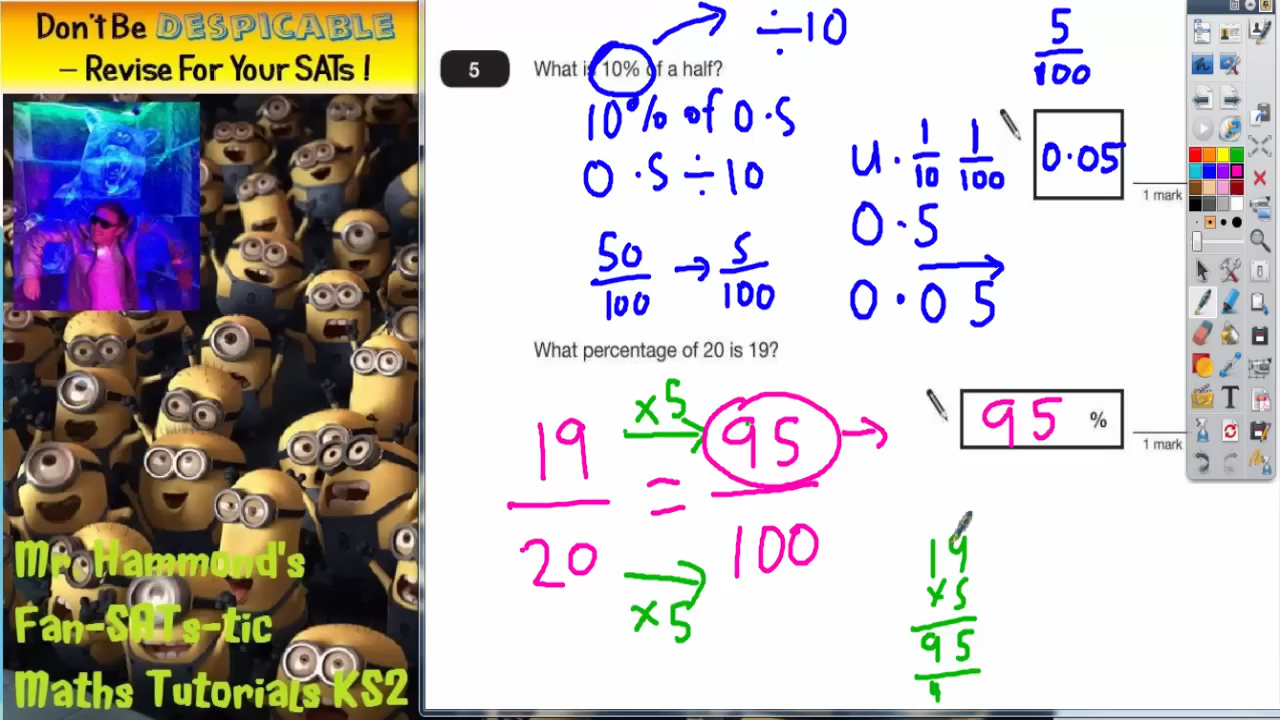 Don't Be DESPICABLE
– Revise For Your SATs !
Mr Hammond's
Fan-SATs-tic
Maths Tutorials KS2
÷10
5
What is 10% of a half?
10% of 0.5
0.5 ÷ 10
50/100 → 5/100
u . 1/10 1/100
0.5
0.05
5/100
0.05
1 mark
What percentage of 20 is 19?
×5
19/20 = 95/100 →
×5
95 %
1 mark
19
×5
95
4